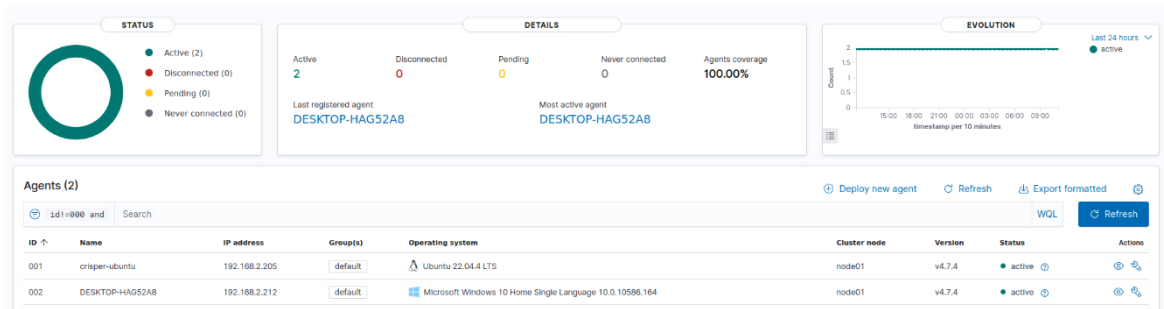 STATUS
Active (2)
Disconnected (0)
Pending (0)
Never connected (0)
DETAILS
Active
2
Disconnected
0
Pending
0
Never connected
0
Agents coverage
100.00%
Last registered agent
DESKTOP-HAG52A8
Most active agent
DESKTOP-HAG52A8
EVOLUTION
Last 24 hours
active
Count
2
1.5
1
0.5
0
15:00 18:00 21:00 00:00 03:00 06:00 09:00
timestamp per 10 minutes
Agents (2)
Deploy new agent Refresh Export formatted
id!=000 and Search WQL Refresh
ID Name IP address Group(s) Operating system Cluster node Version Status Actions
001 crisper-ubuntu 192.168.2.205 default Ubuntu 22.04.4 LTS node01 v4.7.4 active
002 DESKTOP-HAG52A8 192.168.2.212 default Microsoft Windows 10 Home Single Language 10.0.10586.164 node01 v4.7.4 active